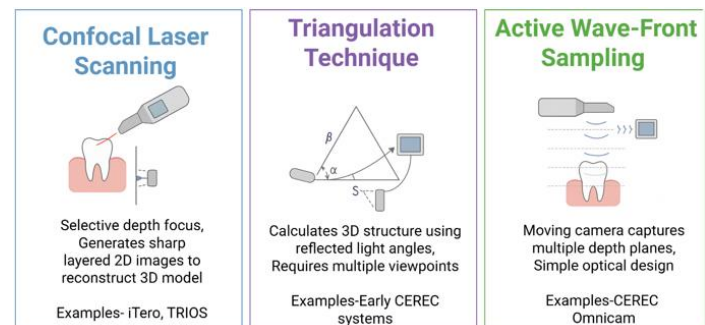 Confocal Laser
Scanning
Selective depth focus,
Generates sharp
layered 2D images to
reconstruct 3D model
Examples- iTero, TRIOS
Triangulation
Technique
β
α
S
Calculates 3D structure using
reflected light angles,
Requires multiple viewpoints
Examples-Early CEREC
systems
Active Wave-Front
Sampling
Moving camera captures
multiple depth planes,
Simple optical design
Examples-CEREC
Omnicam